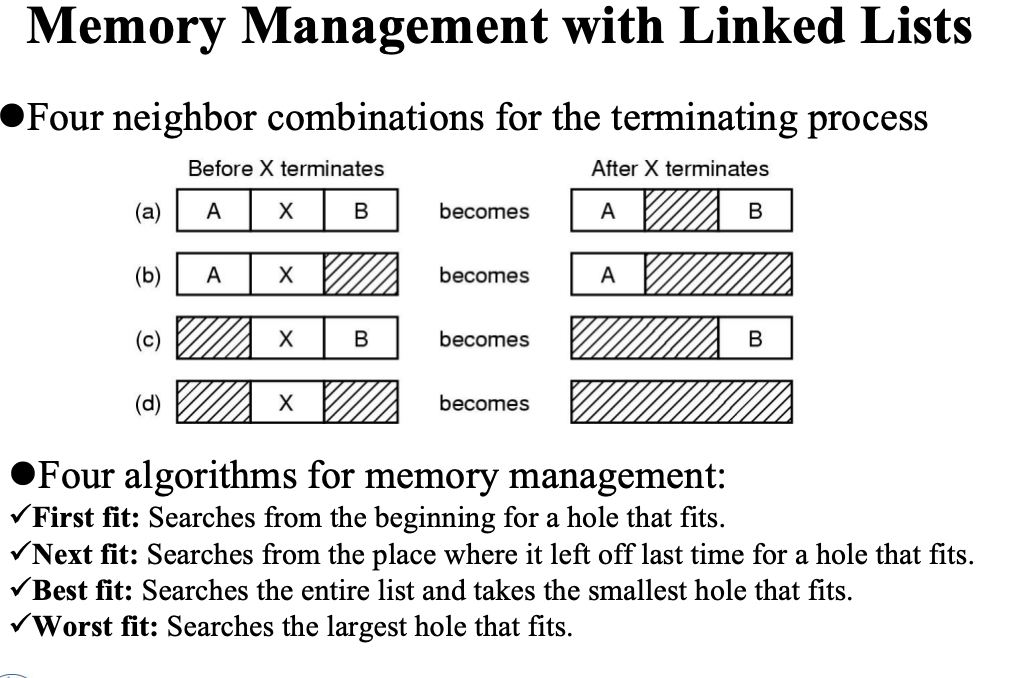 Memory Management with Linked Lists
●Four neighbor combinations for the terminating process
Before X terminates After X terminates
(a) A X B becomes A B
(b) A X becomes A
(c) X B becomes B
(d) X becomes
●Four algorithms for memory management:
✓First fit: Searches from the beginning for a hole that fits.
✓Next fit: Searches from the place where it left off last time for a hole that fits.
✓Best fit: Searches the entire list and takes the smallest hole that fits.
✓Worst fit: Searches the largest hole that fits.